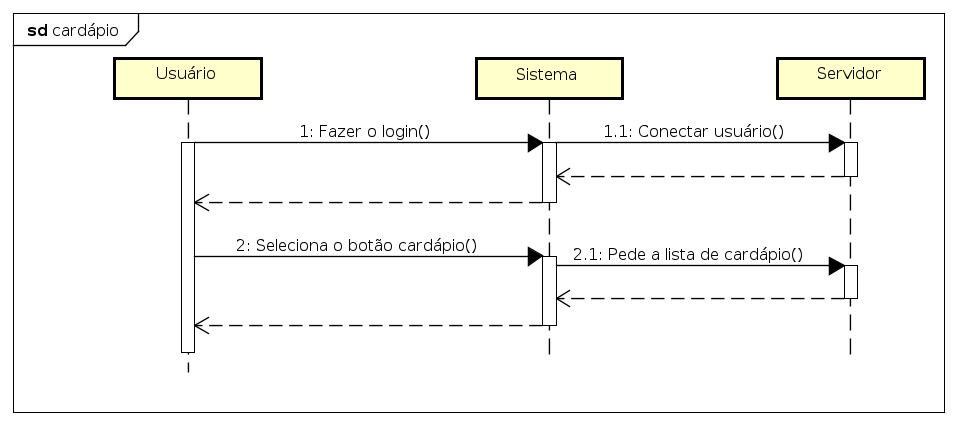 sd cardápio
Usuário
Sistema
Servidor
1: Fazer o login()
1.1: Conectar usuário()
2: Seleciona o botão cardápio()
2.1: Pede a lista de cardápio()